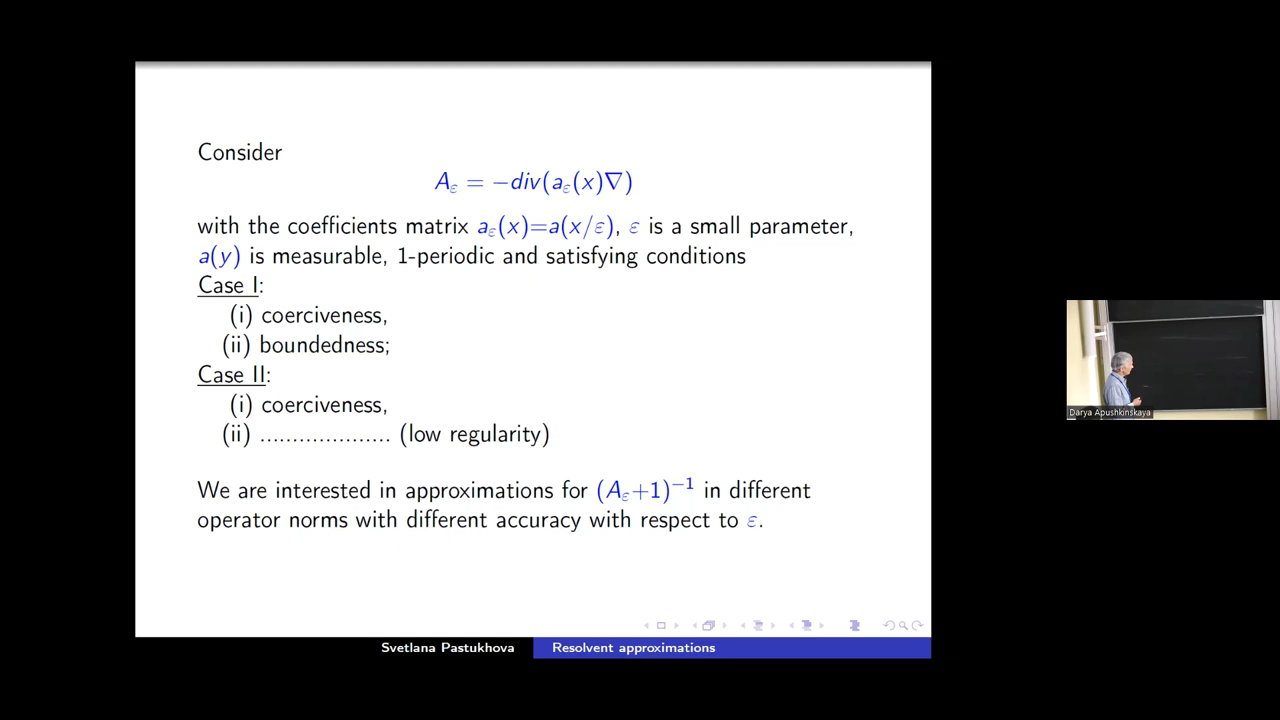 Consider
A_ε = −div(a_ε(x)∇)
with the coefficients matrix a_ε(x)=a(x/ε), ε is a small parameter,
a(y) is measurable, 1-periodic and satisfying conditions
Case I:
(i) coerciveness,
(ii) boundedness;
Case II:
(i) coerciveness,
(ii) .................... (low regularity)
We are interested in approximations for (A_ε+1)⁻¹ in different
operator norms with different accuracy with respect to ε.
Svetlana Pastukhova Resolvent approximations
Darya Apushkinskaya